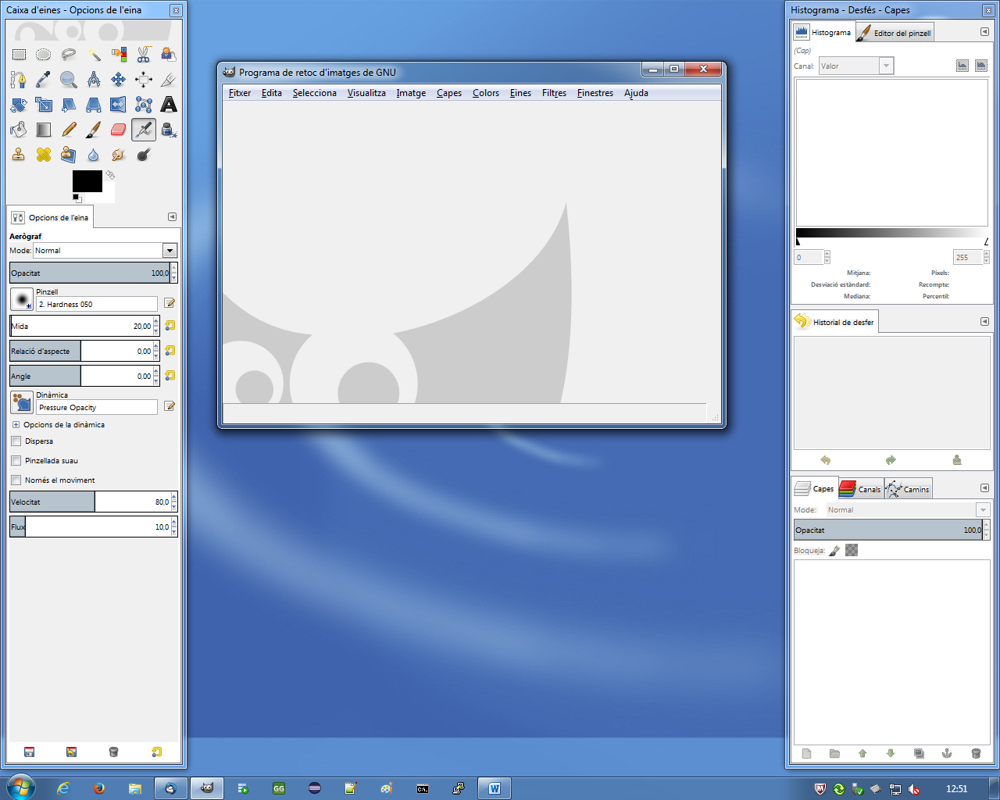 Caixa d'eines - Opcions de l'eina
Opcions de l'eina
Aerògraf
Mode: Normal
Opacitat 100,0
Pinzell
2. Hardness 050
Mida 20,00
Relació d'aspecte 0,00
Angle 0,00
Dinàmica
Pressure Opacity
Opcions de la dinàmica
Dispersa
Pinzellada suau
Només el moviment
Velocitat 80,0
Flux 10,0
Programa de retoc d'imatges de GNU
Fitxer Edita Selecciona Visualitza Imatge Capes Colors Eines Filtres Finestres Ajuda
Histograma - Desfés - Capes
Histograma Editor del pinzell
(Cap)
Canal: Valor
0 255
Mitjana: Píxels:
Desviació estàndard: Recompte:
Mediana: Percentil:
Historial de desfer
Capes Canals Camins
Mode: Normal
Opacitat 100,0
Bloqueja:
GG
C:\.
W
12:51